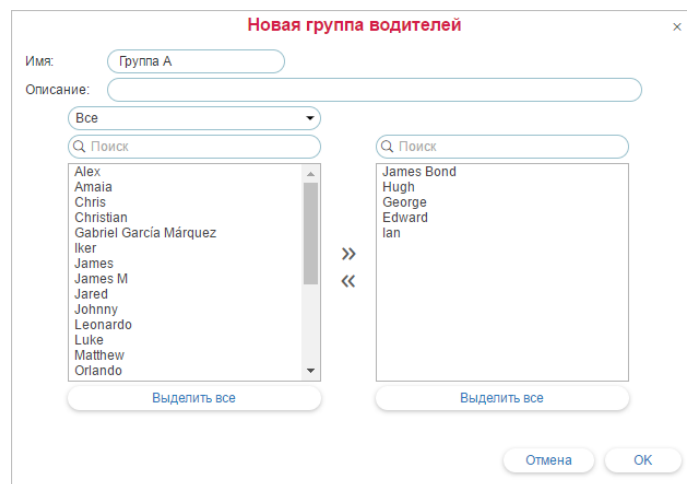 Новая группа водителей
×
Имя: Группа A
Описание:
Все
Поиск
Alex
Amaia
Chris
Christian
Gabriel García Márquez
Iker
James
James M
Jared
Johnny
Leonardo
Luke
Matthew
Orlando
Выделить все
»
«
Поиск
James Bond
Hugh
George
Edward
Ian
Выделить все
Отмена
OK